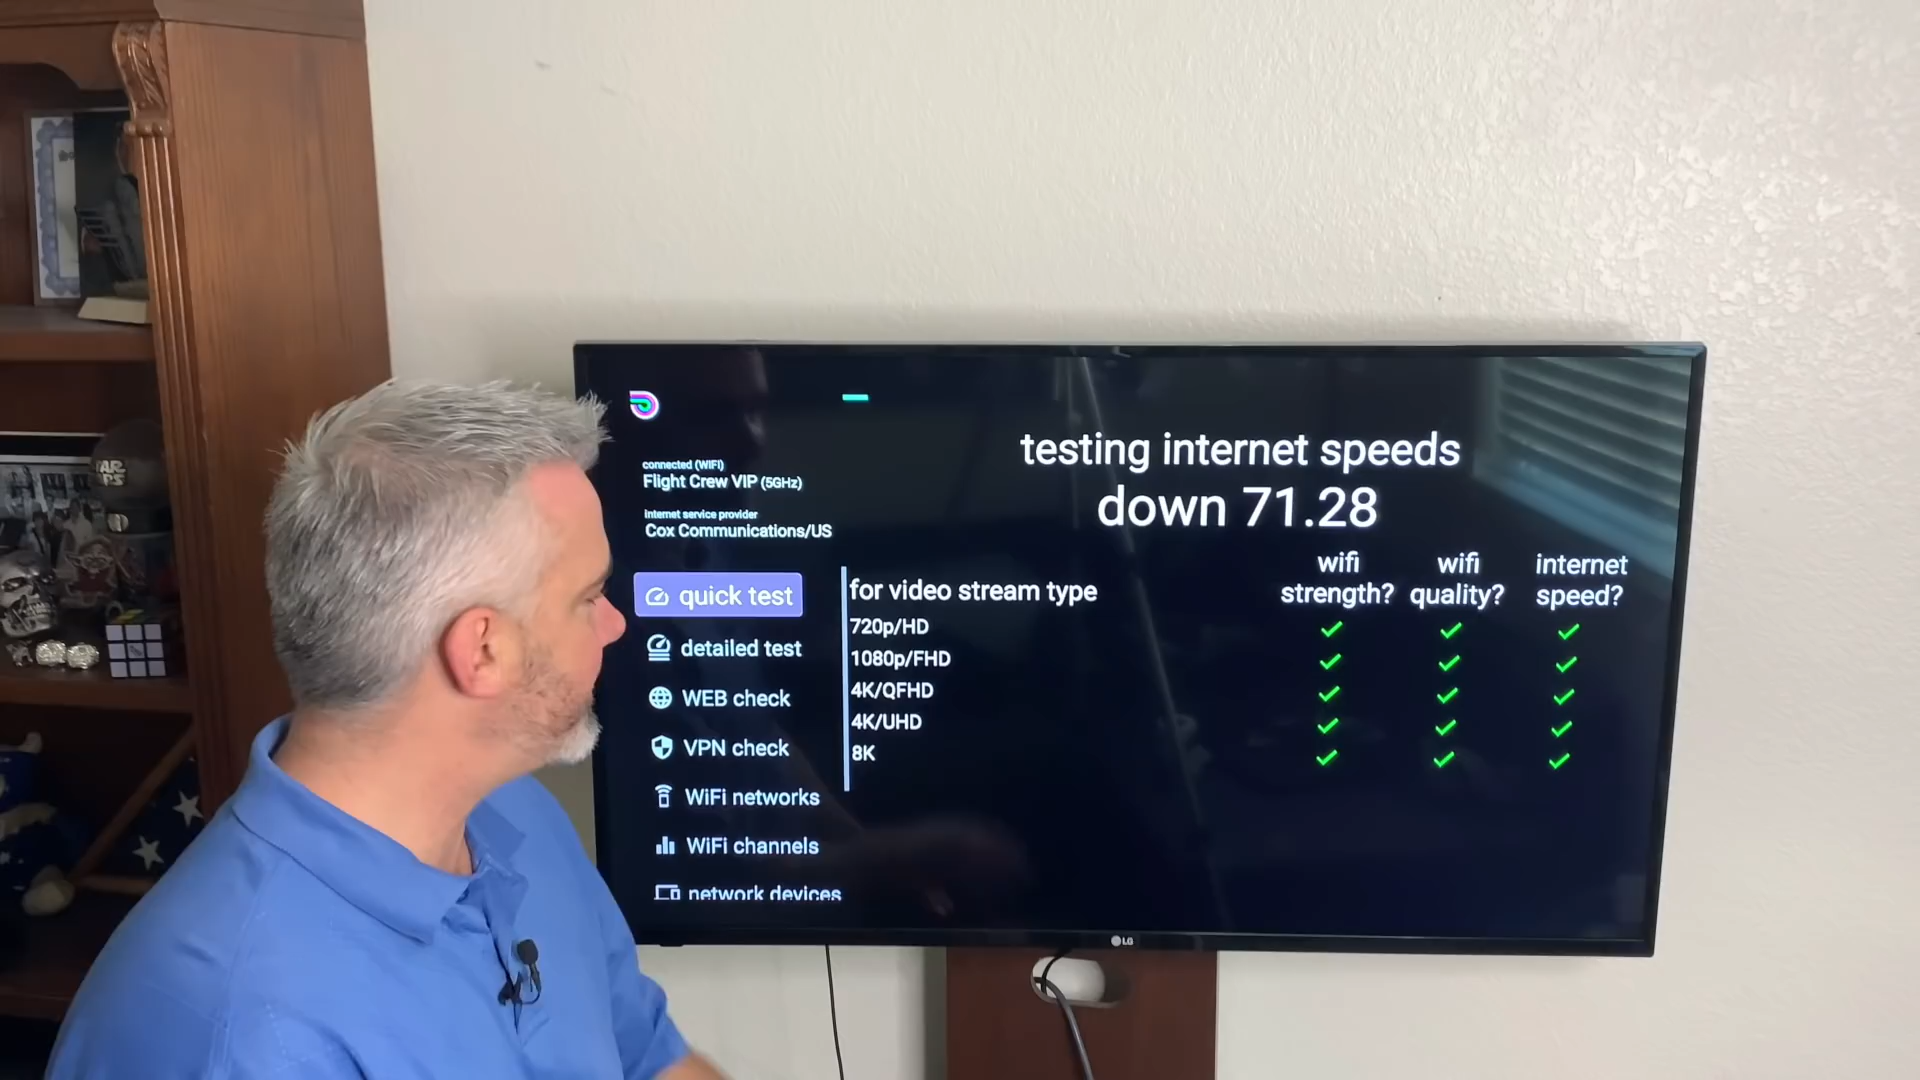 testing internet speeds
down 71.28
connected (WIFI)
Flight Crew VIP (5GHz)
internet service provider
Cox Communications/US
quick test
detailed test
WEB check
VPN check
WiFi networks
WiFi channels
network devices
for video stream type
wifi strength?
wifi quality?
internet speed?
720p/HD
1080p/FHD
4K/QFHD
4K/UHD
8K
LG